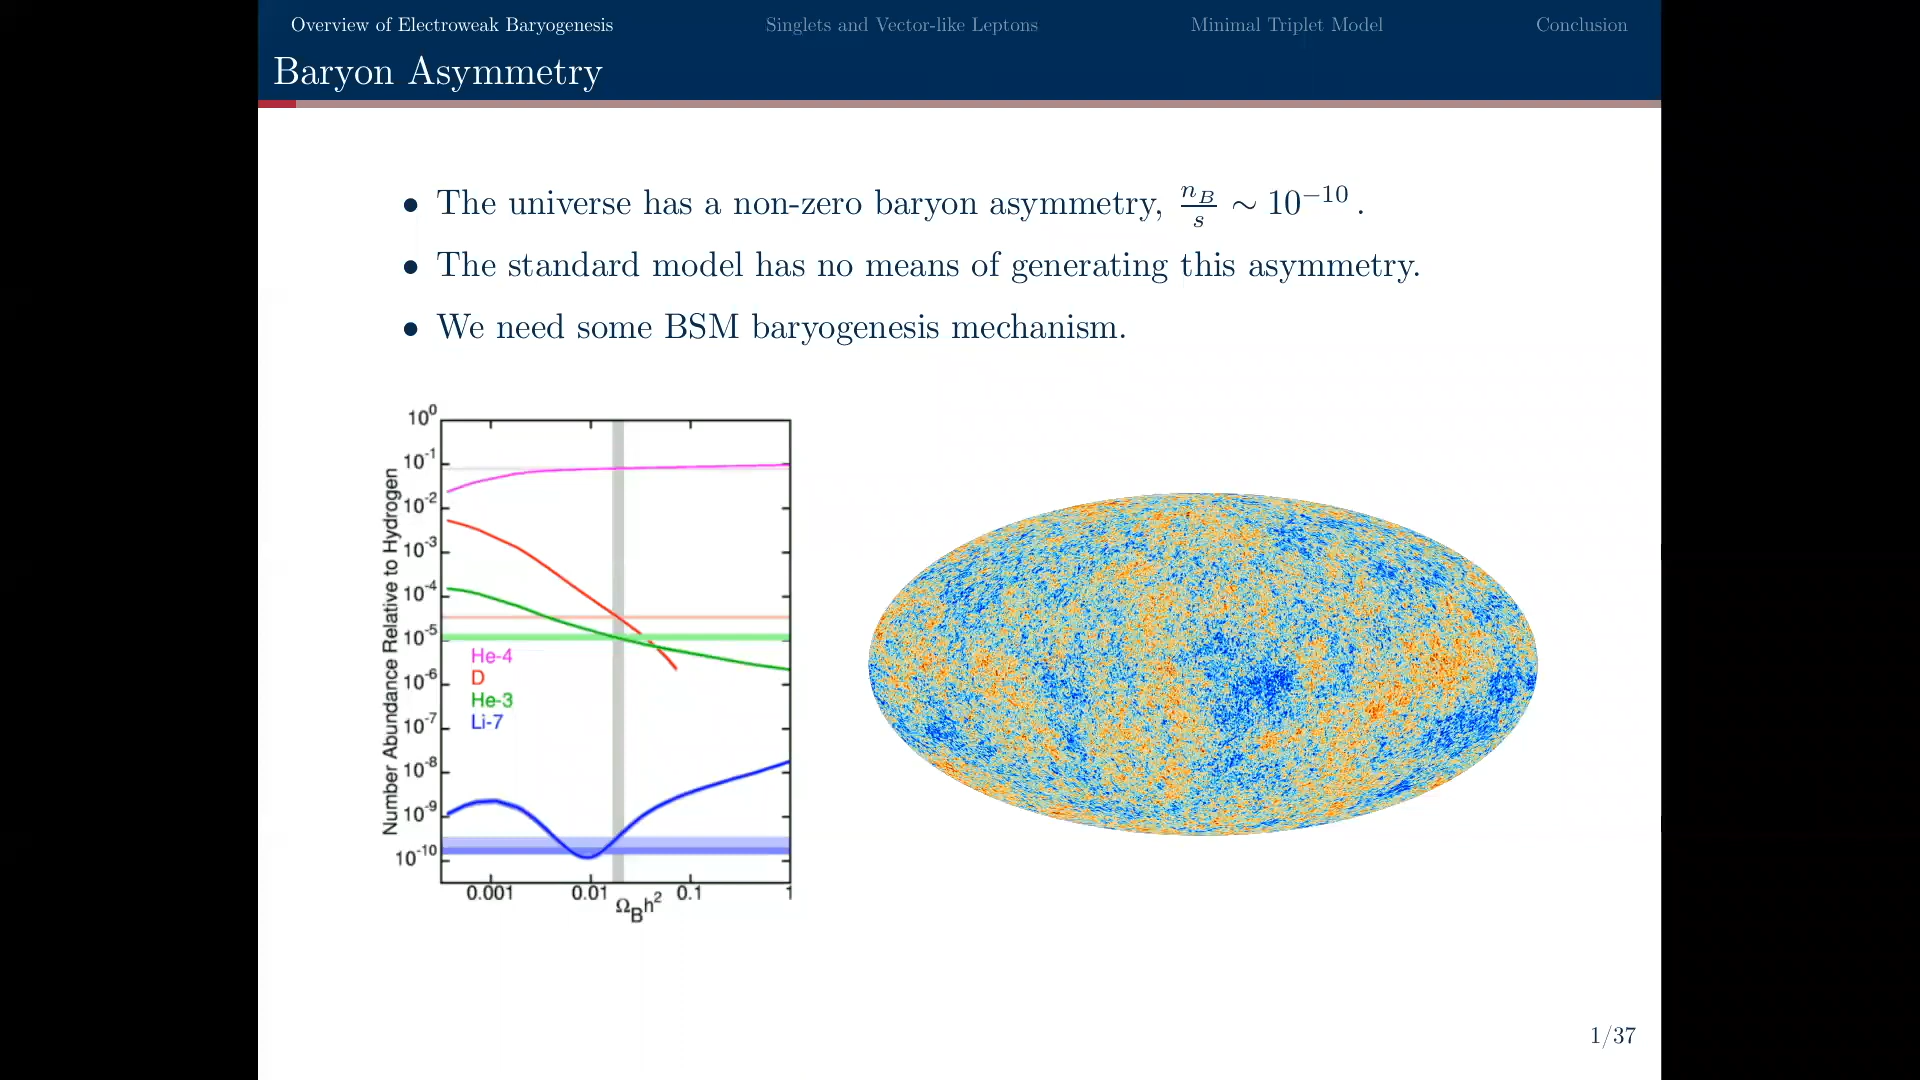 Overview of Electroweak Baryogenesis Singlets and Vector-like Leptons Minimal Triplet Model Conclusion
Baryon Asymmetry
• The universe has a non-zero baryon asymmetry, n_B/s ∼ 10⁻¹⁰.
• The standard model has no means of generating this asymmetry.
• We need some BSM baryogenesis mechanism.
Number Abundance Relative to Hydrogen
10⁰
10⁻¹
10⁻²
10⁻³
10⁻⁴
10⁻⁵
10⁻⁶
10⁻⁷
10⁻⁸
10⁻⁹
10⁻¹⁰
He-4
D
He-3
Li-7
0.001 0.01 0.1 1
Ω_B h²
1/37